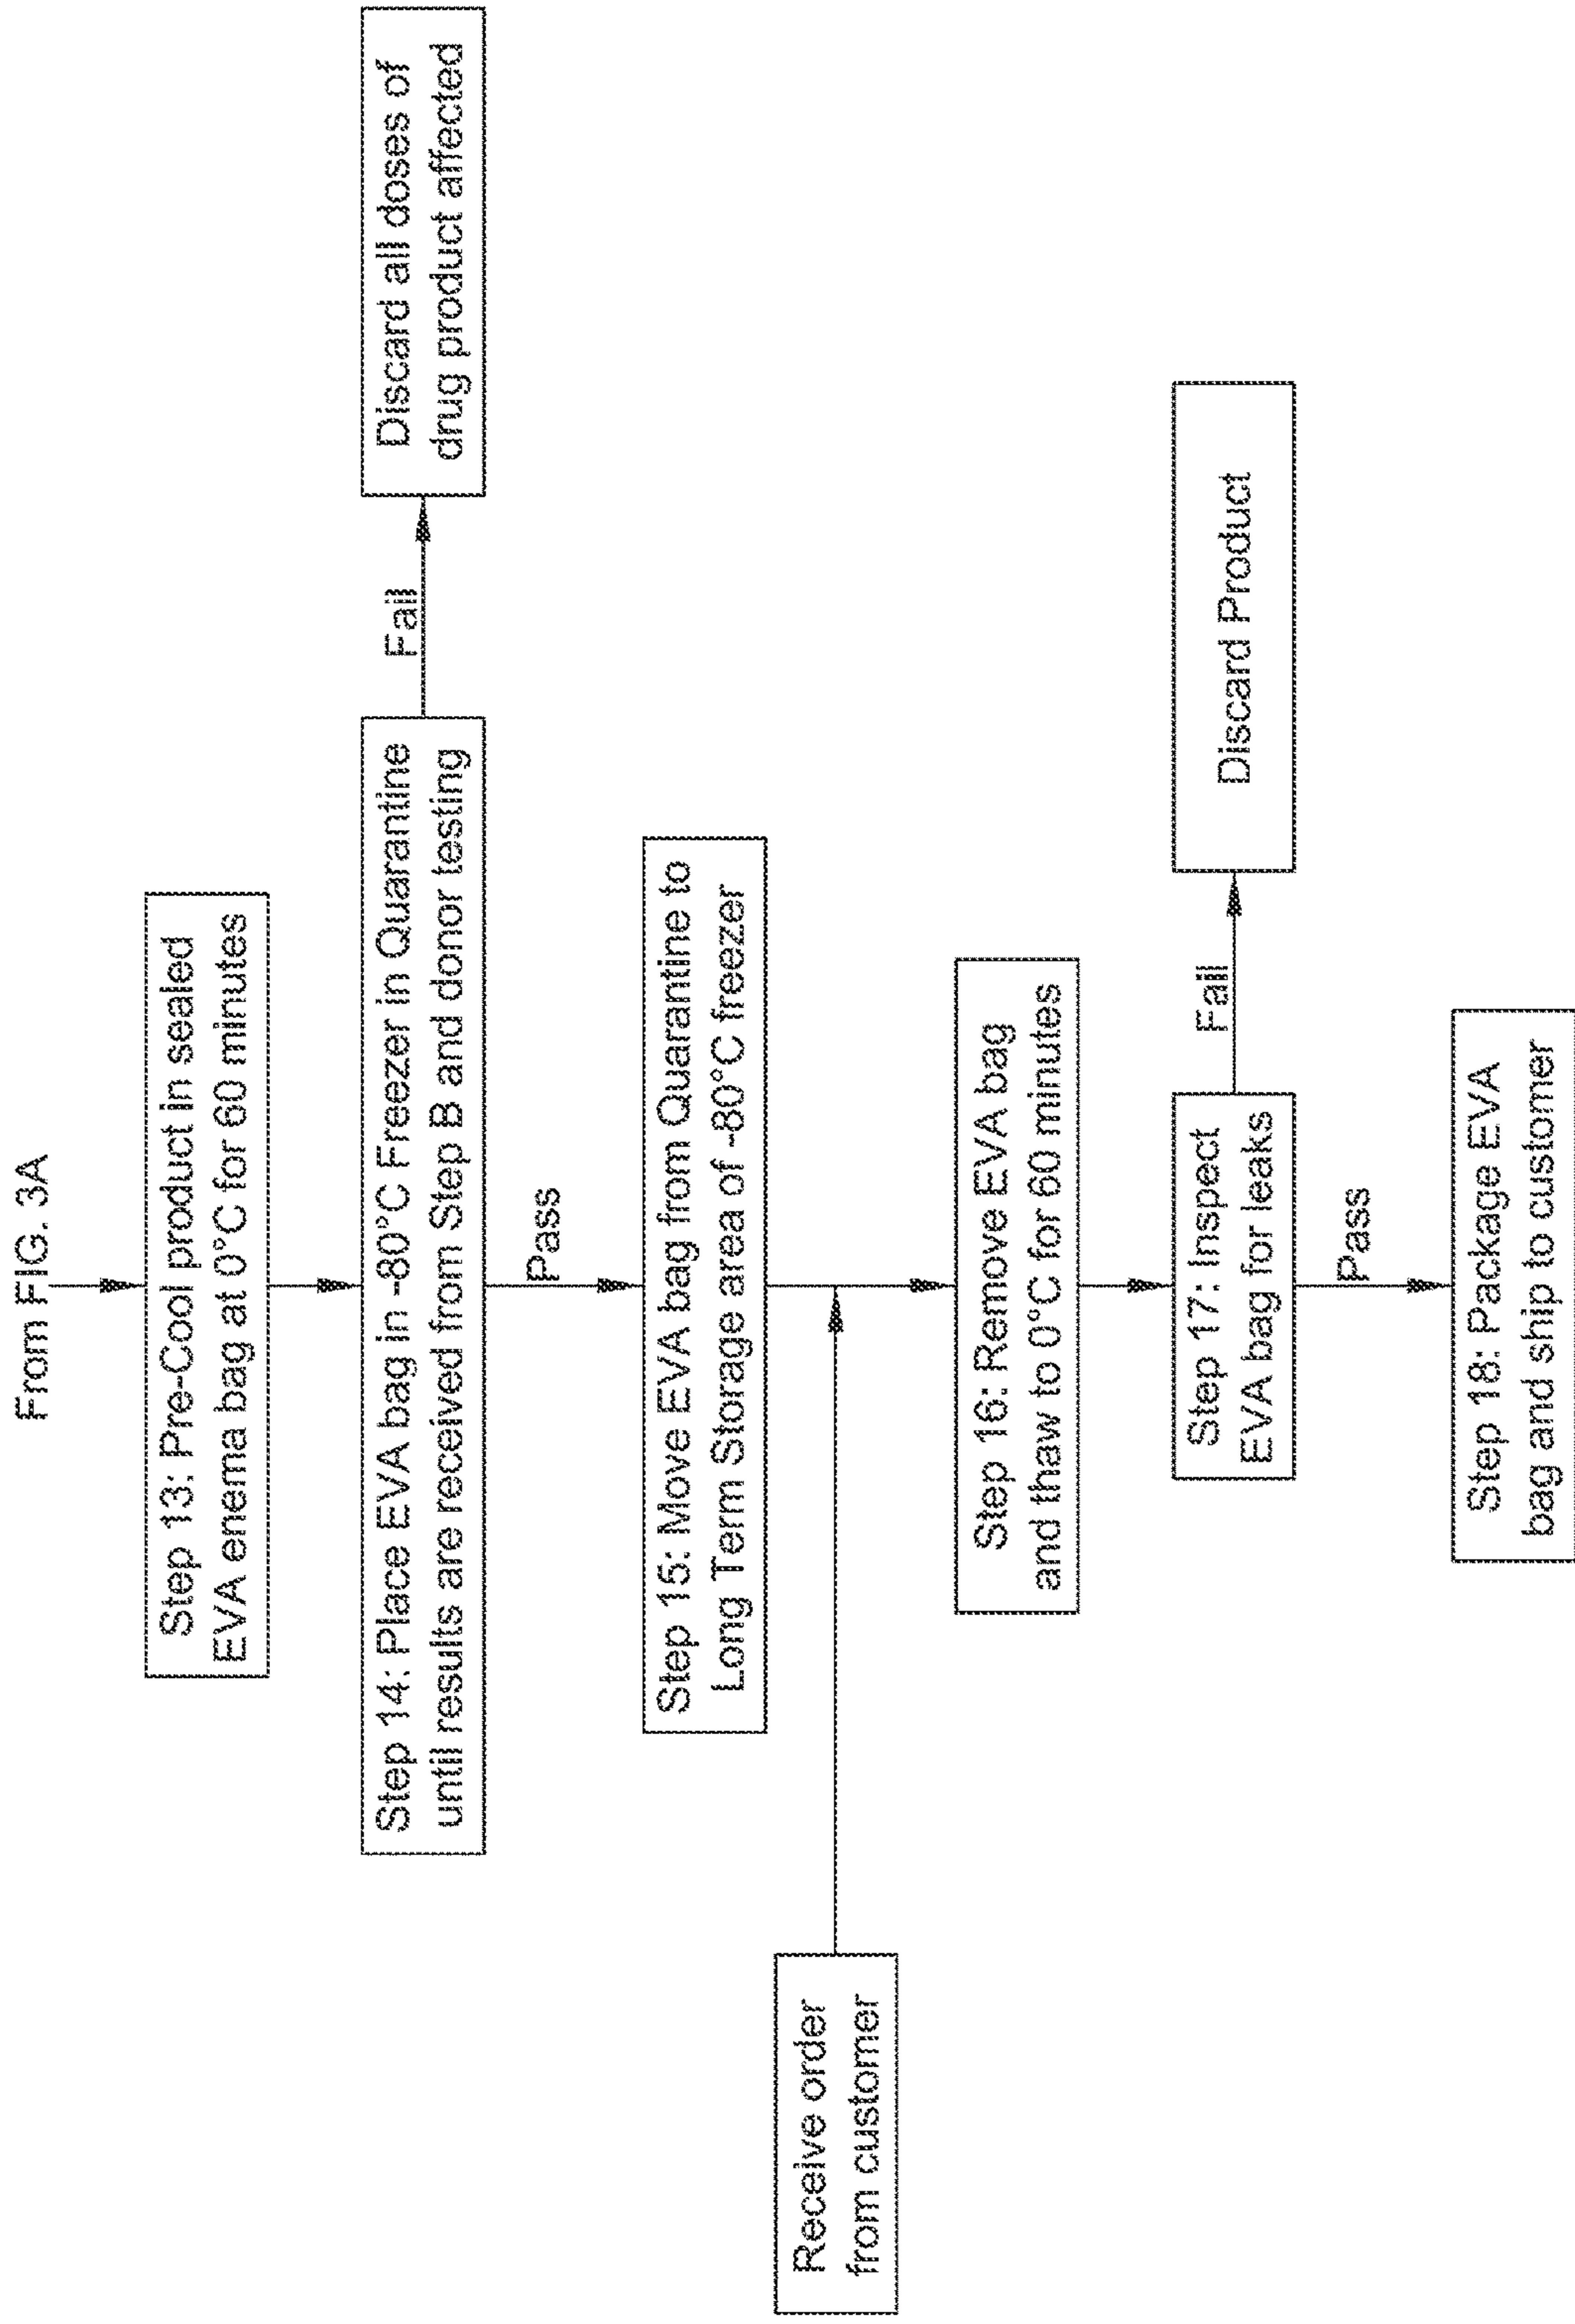 From FIG. 3A
Step 13: Pre-Cool product in sealed
EVA enema bag at 0°C for 60 minutes
Step 14: Place EVA bag in -80°C Freezer in Quarantine
until results are received from Step B and donor testing
Fail
Discard all doses of
drug product affected
Pass
Step 15: Move EVA bag from Quarantine to
Long Term Storage area of -80°C freezer
Receive order
from customer
Step 16: Remove EVA bag
and thaw to 0°C for 60 minutes
Step 17: Inspect
EVA bag for leaks
Fail
Discard Product
Pass
Step 18: Package EVA
bag and ship to customer